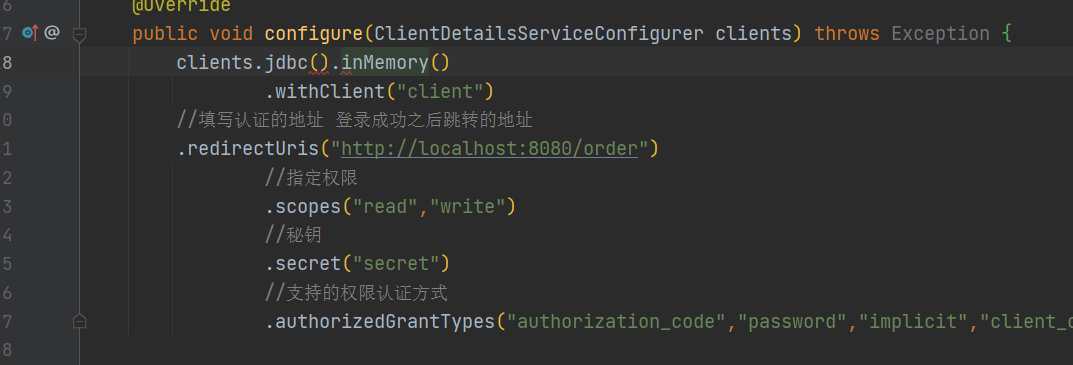 6 @Override
7 @ public void configure(ClientDetailsServiceConfigurer clients) throws Exception {
8 clients.jdbc().inMemory()
9 .withClient("client")
0 //填写认证的地址 登录成功之后跳转的地址
1 .redirectUris("http://localhost:8080/order")
2 //指定权限
3 .scopes("read","write")
4 //秘钥
5 .secret("secret")
6 //支持的权限认证方式
7 .authorizedGrantTypes("authorization_code","password","implicit","client_c
8